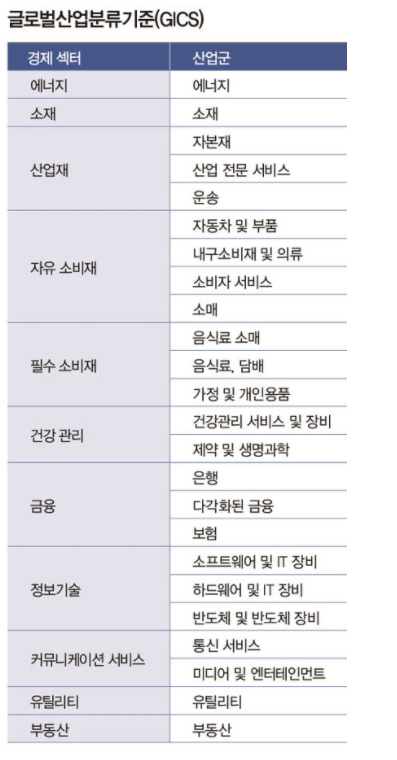 글로벌산업분류기준(GICS)
경제 섹터 산업군
에너지 에너지
소재 소재
산업재 자본재
산업 전문 서비스
운송
자유 소비재 자동차 및 부품
내구소비재 및 의류
소비자 서비스
소매
필수 소비재 음식료 소매
음식료, 담배
가정 및 개인용품
건강 관리 건강관리 서비스 및 장비
제약 및 생명과학
금융 은행
다각화된 금융
보험
정보기술 소프트웨어 및 IT 장비
하드웨어 및 IT 장비
반도체 및 반도체 장비
커뮤니케이션 서비스 통신 서비스
미디어 및 엔터테인먼트
유틸리티 유틸리티
부동산 부동산